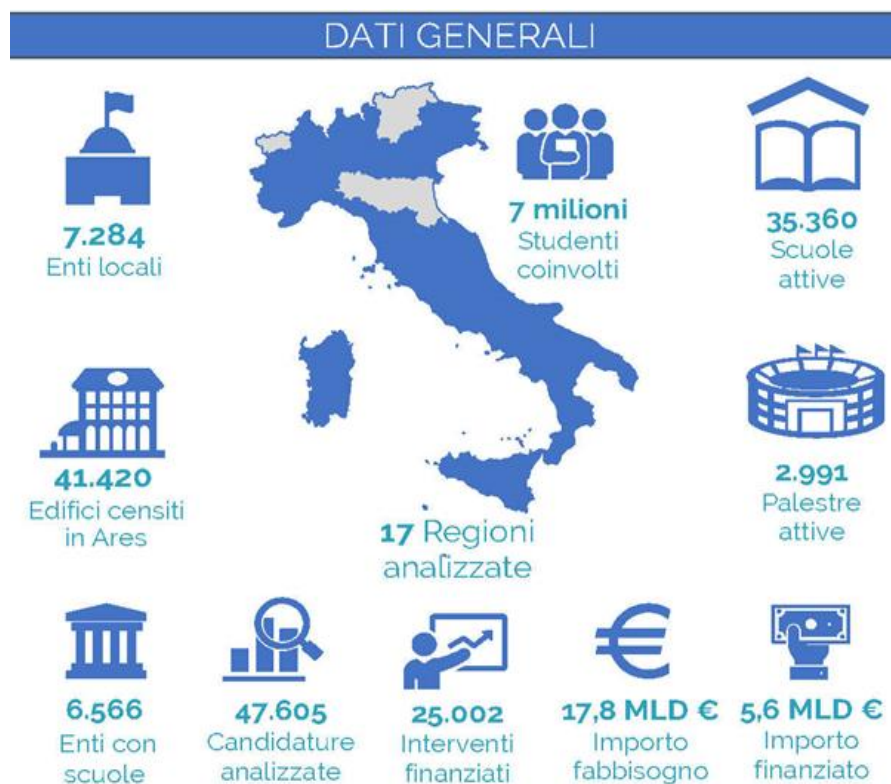 DATI GENERALI
7.284
Enti locali
7 milioni
Studenti
coinvolti
35.360
Scuole
attive
41.420
Edifici censiti
in Ares
17 Regioni
analizzate
2.991
Palestre
attive
6.566
Enti con
scuole
47.605
Candidature
analizzate
25.002
Interventi
finanziati
17,8 MLD €
Importo
fabbisogno
5,6 MLD €
Importo
finanziato